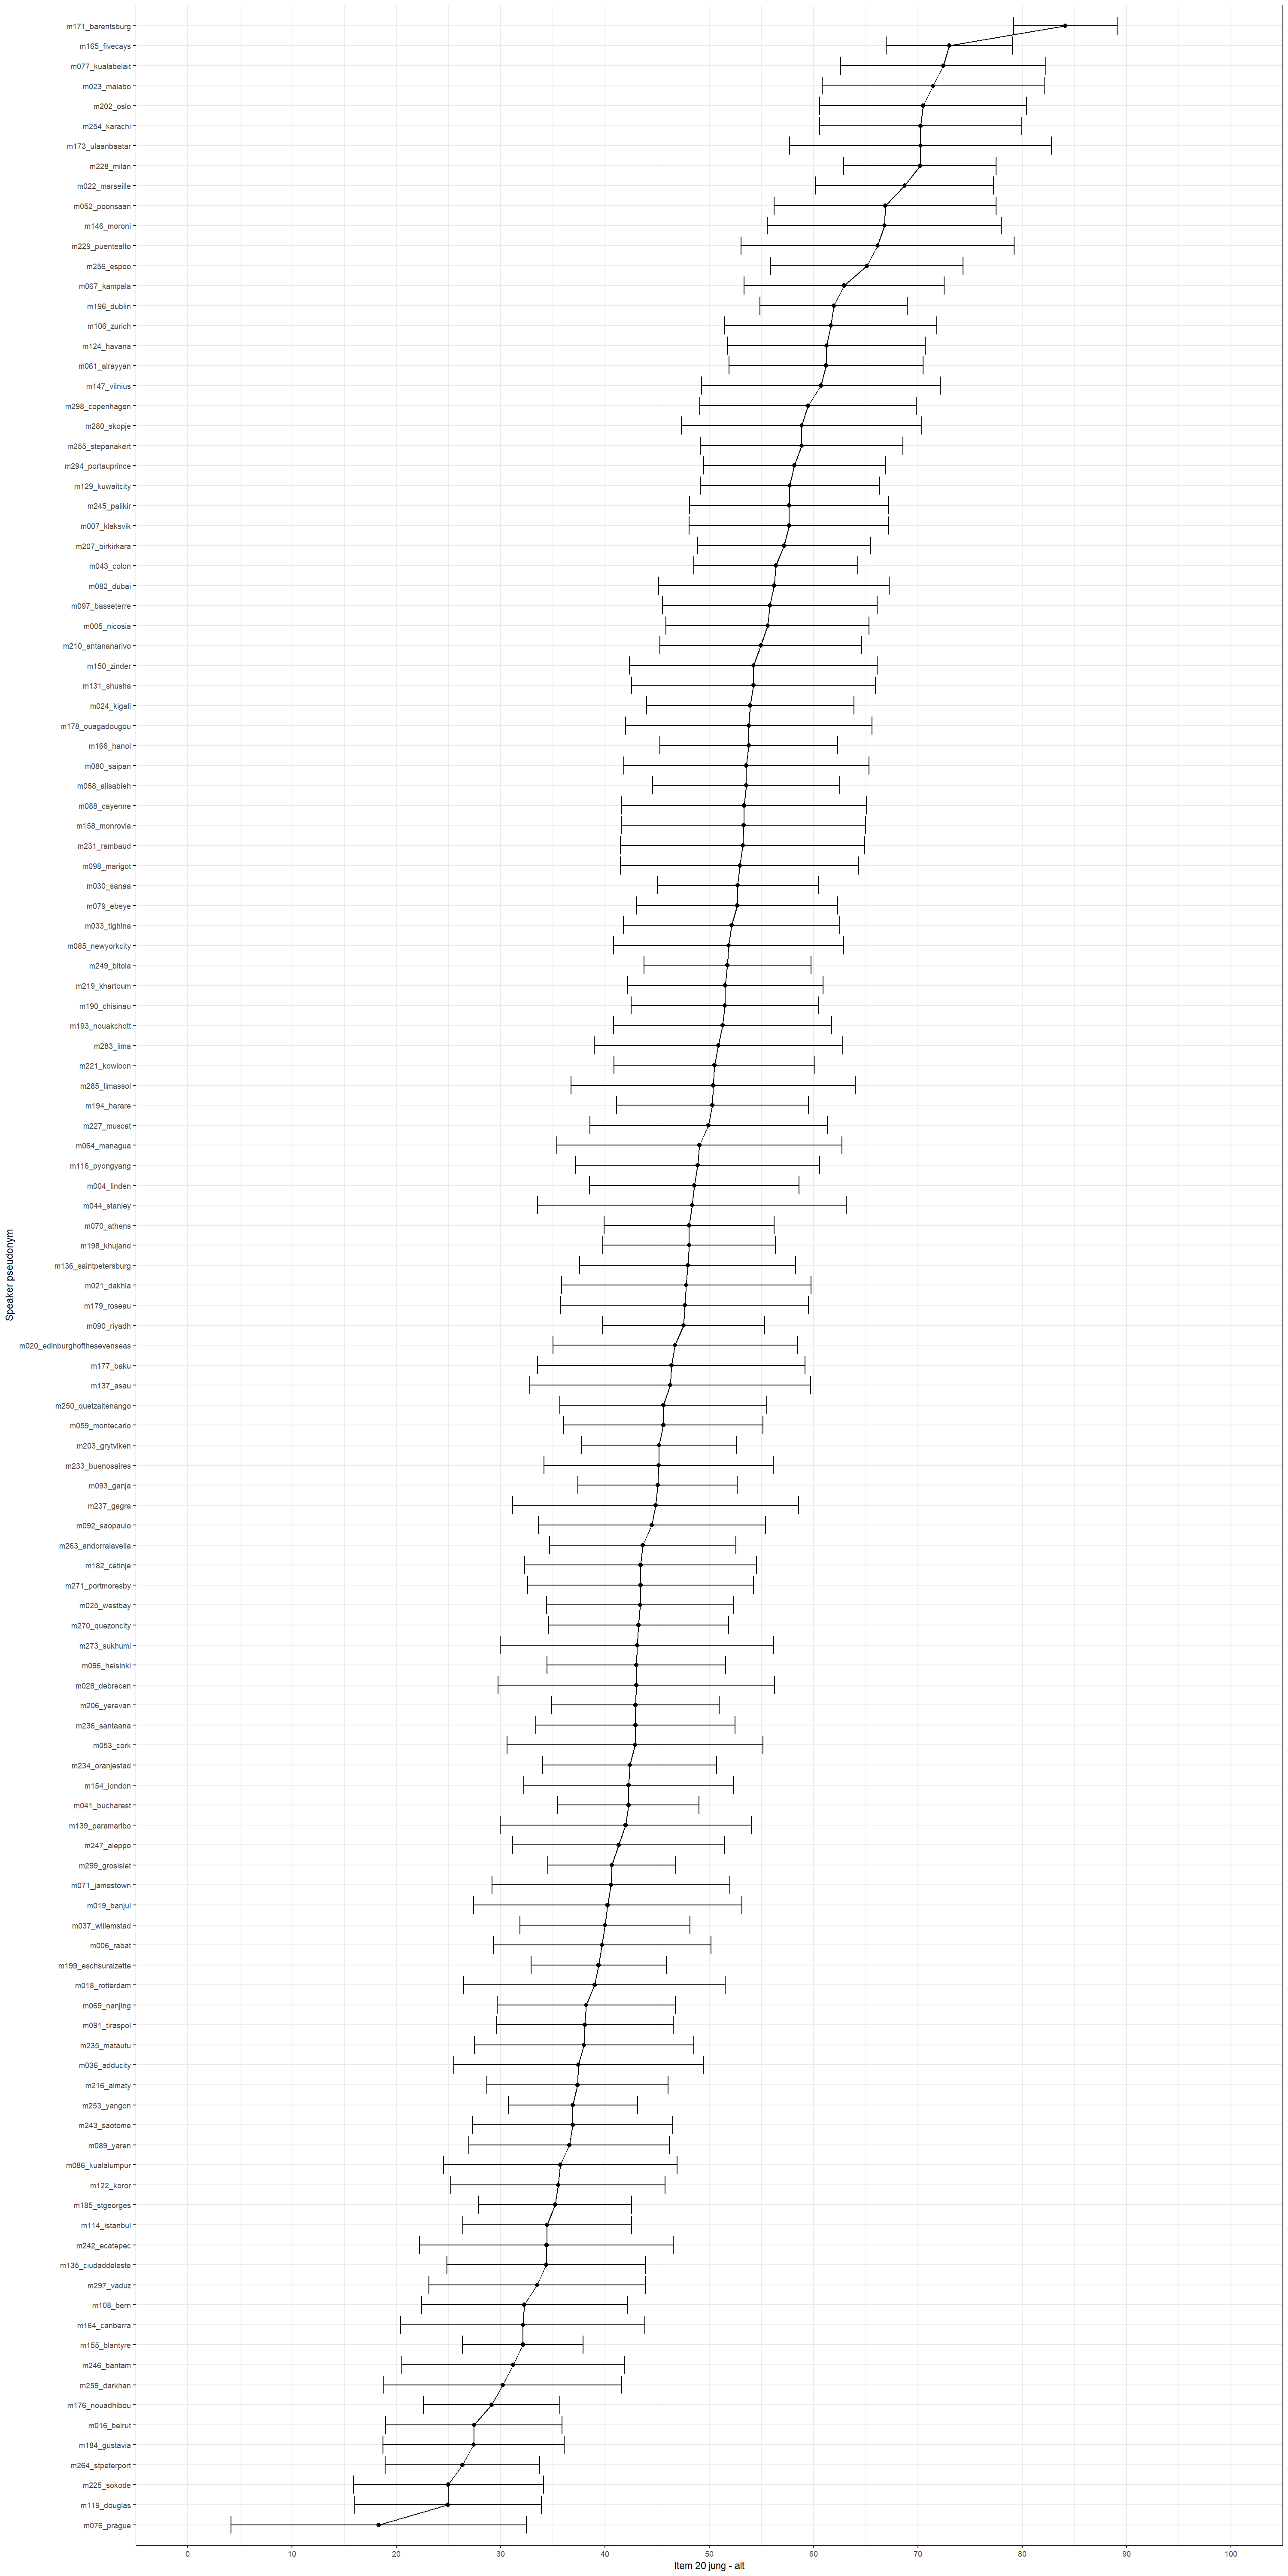 m171_barentsburg
m165_fivecays
m077_kualabelait
m023_malabo
m202_oslo
m254_karachi
m173_ulaanbaatar
m228_milan
m022_marseille
m052_poonsaan
m146_moroni
m229_puentealto
m256_espoo
m067_kampala
m196_dublin
m106_zurich
m124_havana
m061_alrayyan
m147_vilnius
m298_copenhagen
m280_skopje
m255_stepanakert
m294_portauprince
m129_kuwaitcity
m245_palikir
m007_klaksvik
m207_birkirkara
m043_colon
m082_dubai
m097_basseterre
m005_nicosia
m210_antananarivo
m150_zinder
m131_shusha
m024_kigali
m178_ouagadougou
m166_hanoi
m080_saipan
m058_alisabieh
m088_cayenne
m158_monrovia
m231_rambaud
m098_marigot
m030_sanaa
m079_ebeye
m033_tighina
m085_newyorkcity
m249_bitola
m219_khartoum
m190_chisinau
m193_nouakchott
m283_lima
m221_kowloon
m285_limassol
m194_harare
m227_muscat
m064_managua
m116_pyongyang
m004_linden
m044_stanley
m070_athens
m198_khujand
m136_saintpetersburg
m021_dakhla
m179_roseau
m090_riyadh
m020_edinburghofthesevenseas
m177_baku
m137_asau
m250_quetzaltenango
m059_montecarlo
m203_grytviken
m233_buenosaires
m093_ganja
m237_gagra
m092_saopaulo
m263_andorralavella
m182_cetinje
m271_portmoresby
m025_westbay
m270_quezoncity
m273_sukhumi
m096_helsinki
m028_debrecen
m206_yerevan
m236_santaana
m053_cork
m234_oranjestad
m154_london
m041_bucharest
m139_paramaribo
m247_aleppo
m299_grosislet
m071_jamestown
m019_banjul
m037_willemstad
m006_rabat
m199_eschsuralzette
m018_rotterdam
m069_nanjing
m091_tiraspol
m235_matautu
m036_adducity
m216_almaty
m253_yangon
m243_saotome
m089_yaren
m086_kualalumpur
m122_koror
m185_stgeorges
m114_istanbul
m242_ecatepec
m135_ciudaddeleste
m297_vaduz
m108_bern
m164_canberra
m155_blantyre
m246_bantam
m259_darkhan
m176_nouadhibou
m016_beirut
m184_gustavia
m264_stpeterport
m225_sokode
m119_douglas
m076_prague
Speaker pseudonym
0 10 20 30 40 50 60 70 80 90 100
Item 20 jung - alt